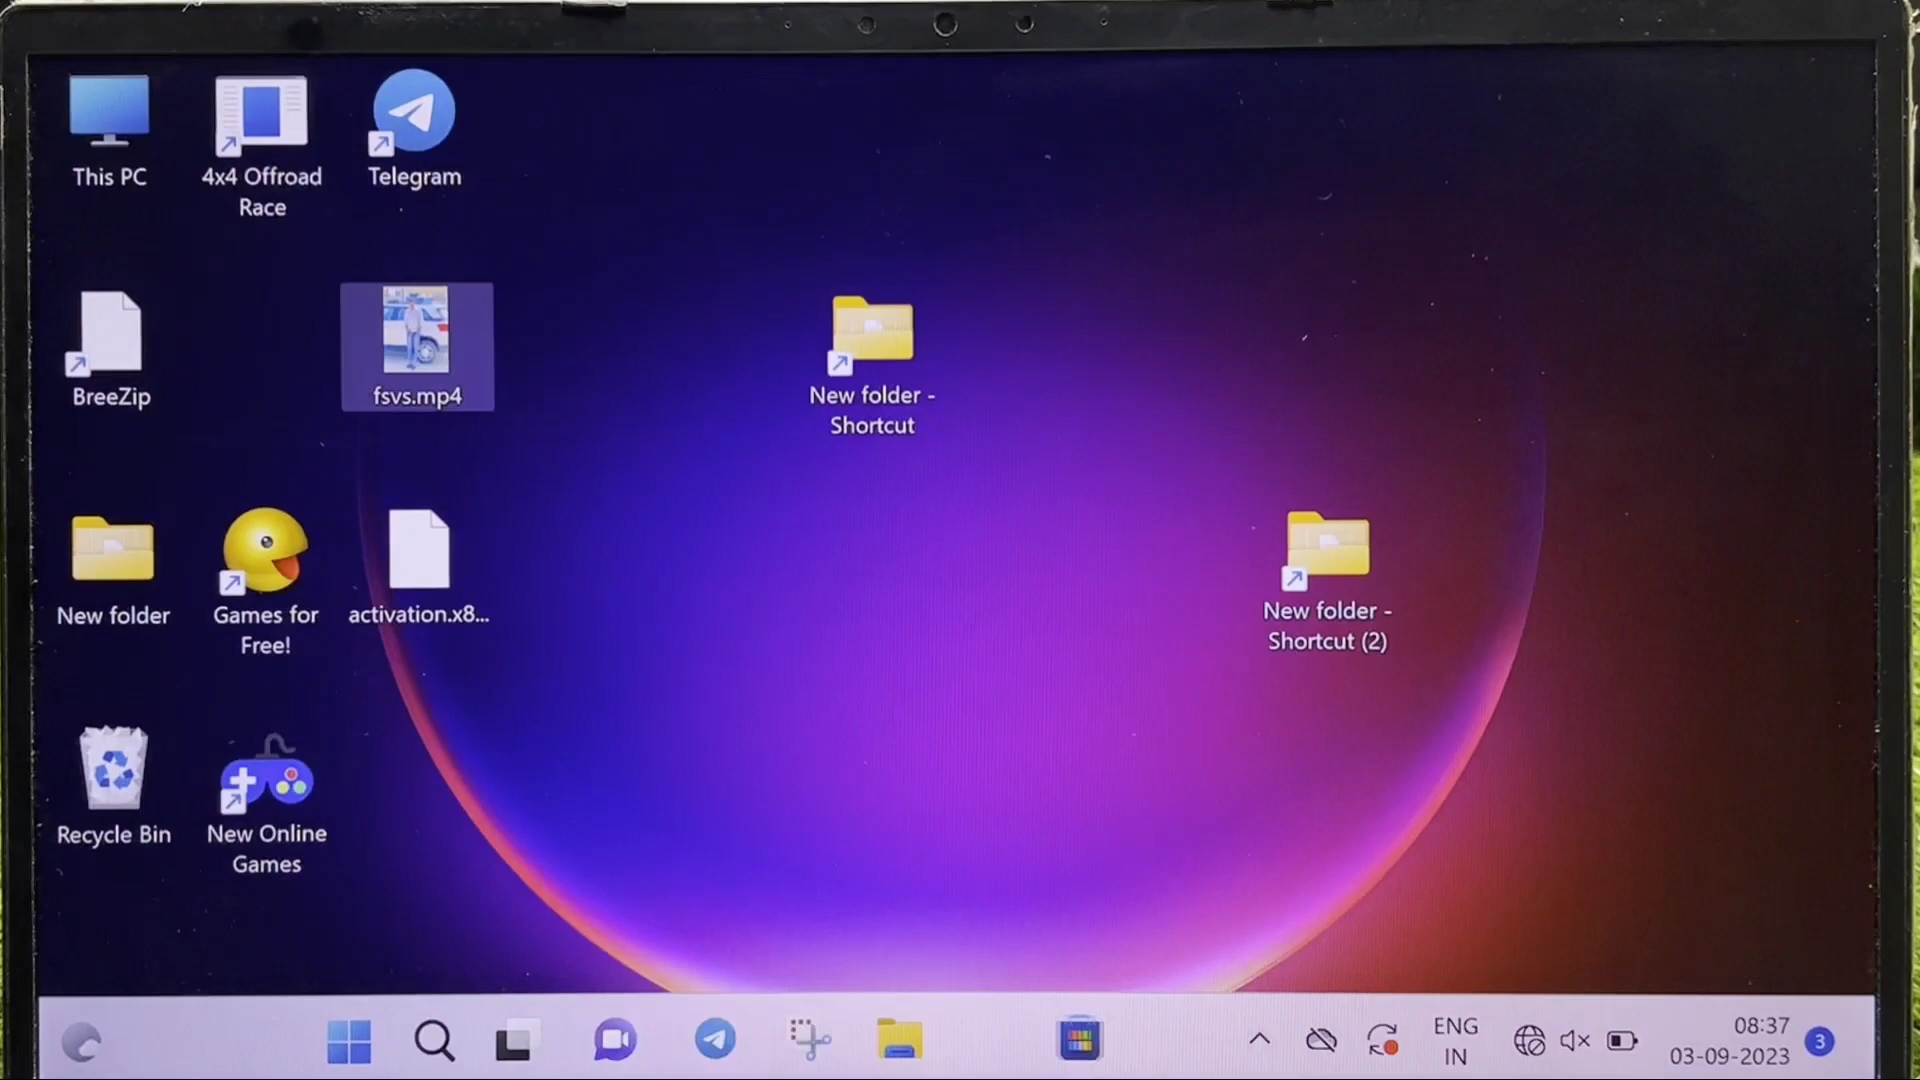 This PC
4x4 Offroad
Race
Telegram
BreeZip
fsvs.mp4
New folder -
Shortcut
New folder
Games for
Free!
activation.x8...
New folder -
Shortcut (2)
Recycle Bin
New Online
Games
ENG
IN
08:37
03-09-2023
3